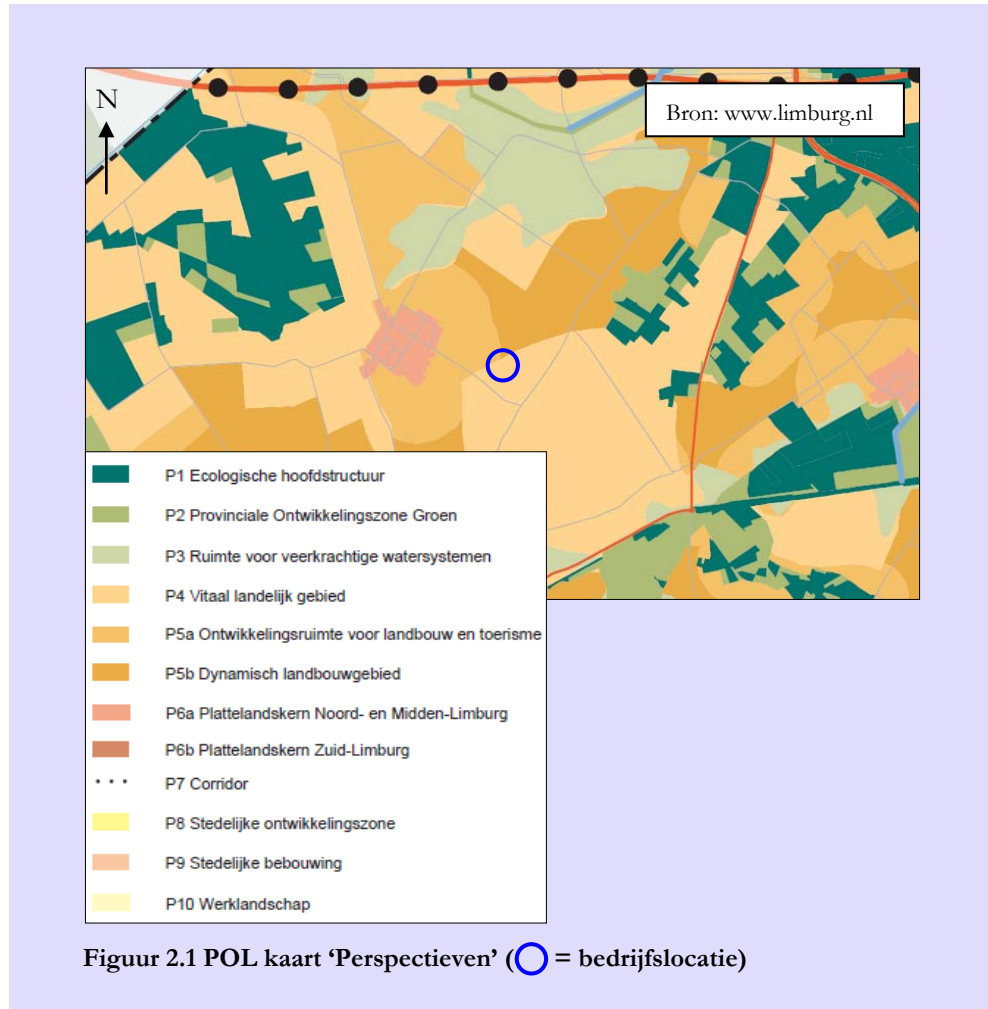 N
Bron: www.limburg.nl
P1 Ecologische hoofdstructuur
P2 Provinciale Ontwikkelingszone Groen
P3 Ruimte voor veerkrachtige watersystemen
P4 Vitaal landelijk gebied
P5a Ontwikkelingsruimte voor landbouw en toerisme
P5b Dynamisch landbouwgebied
P6a Plattelandskern Noord- en Midden-Limburg
P6b Plattelandskern Zuid-Limburg
P7 Corridor
P8 Stedelijke ontwikkelingszone
P9 Stedelijke bebouwing
P10 Werklandschap
Figuur 2.1 POL kaart ‘Perspectieven’ ( = bedrijfslocatie)